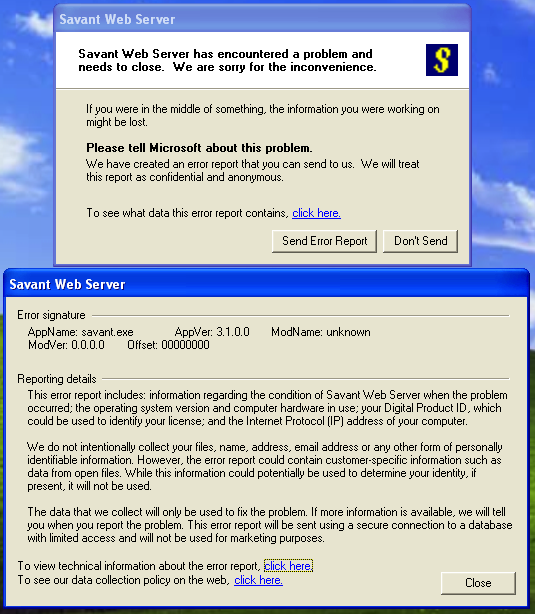 Savant Web Server
Savant Web Server has encountered a problem and
needs to close. We are sorry for the inconvenience.
S
If you were in the middle of something, the information you were working on
might be lost.
Please tell Microsoft about this problem.
We have created an error report that you can send to us. We will treat
this report as confidential and anonymous.
To see what data this error report contains, click here.
Send Error Report Don't Send
Savant Web Server
Error signature
AppName: savant.exe AppVer: 3.1.0.0 ModName: unknown
ModVer: 0.0.0.0 Offset: 00000000
Reporting details
This error report includes: information regarding the condition of Savant Web Server when the problem
occurred; the operating system version and computer hardware in use; your Digital Product ID, which
could be used to identify your license; and the Internet Protocol (IP) address of your computer.
We do not intentionally collect your files, name, address, email address or any other form of personally
identifiable information. However, the error report could contain customer-specific information such as
data from open files. While this information could potentially be used to determine your identity, if
present, it will not be used.
The data that we collect will only be used to fix the problem. If more information is available, we will tell
you when you report the problem. This error report will be sent using a secure connection to a database
with limited access and will not be used for marketing purposes.
To view technical information about the error report, click here.
To see our data collection policy on the web, click here.
Close